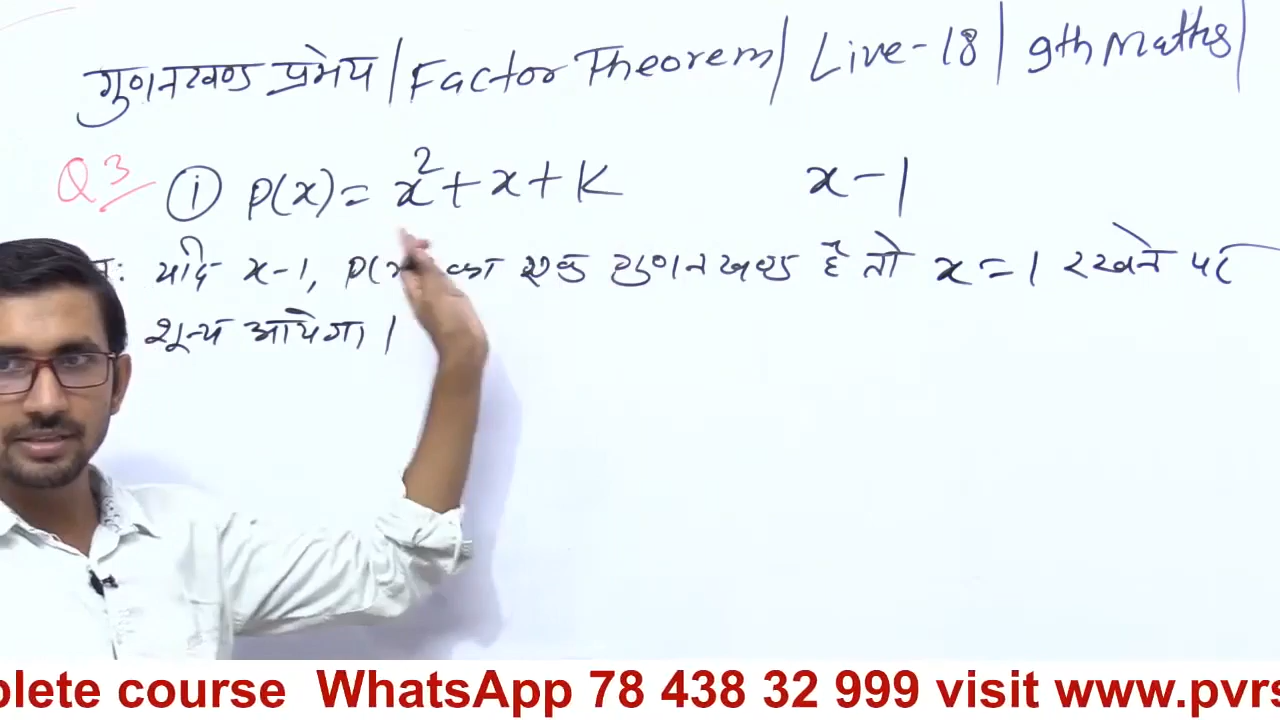 गुणनखण्ड प्रमेय | Factor Theorem | Live-18 | 9th Maths |
Q3 (i) P(x) = x² + x + K x - 1
यदि x-1, P(x) का एक गुणनखण्ड है तो x = 1 रखने पर
शून्य आयेगा |
plete course WhatsApp 78 438 32 999 visit www.pvrs